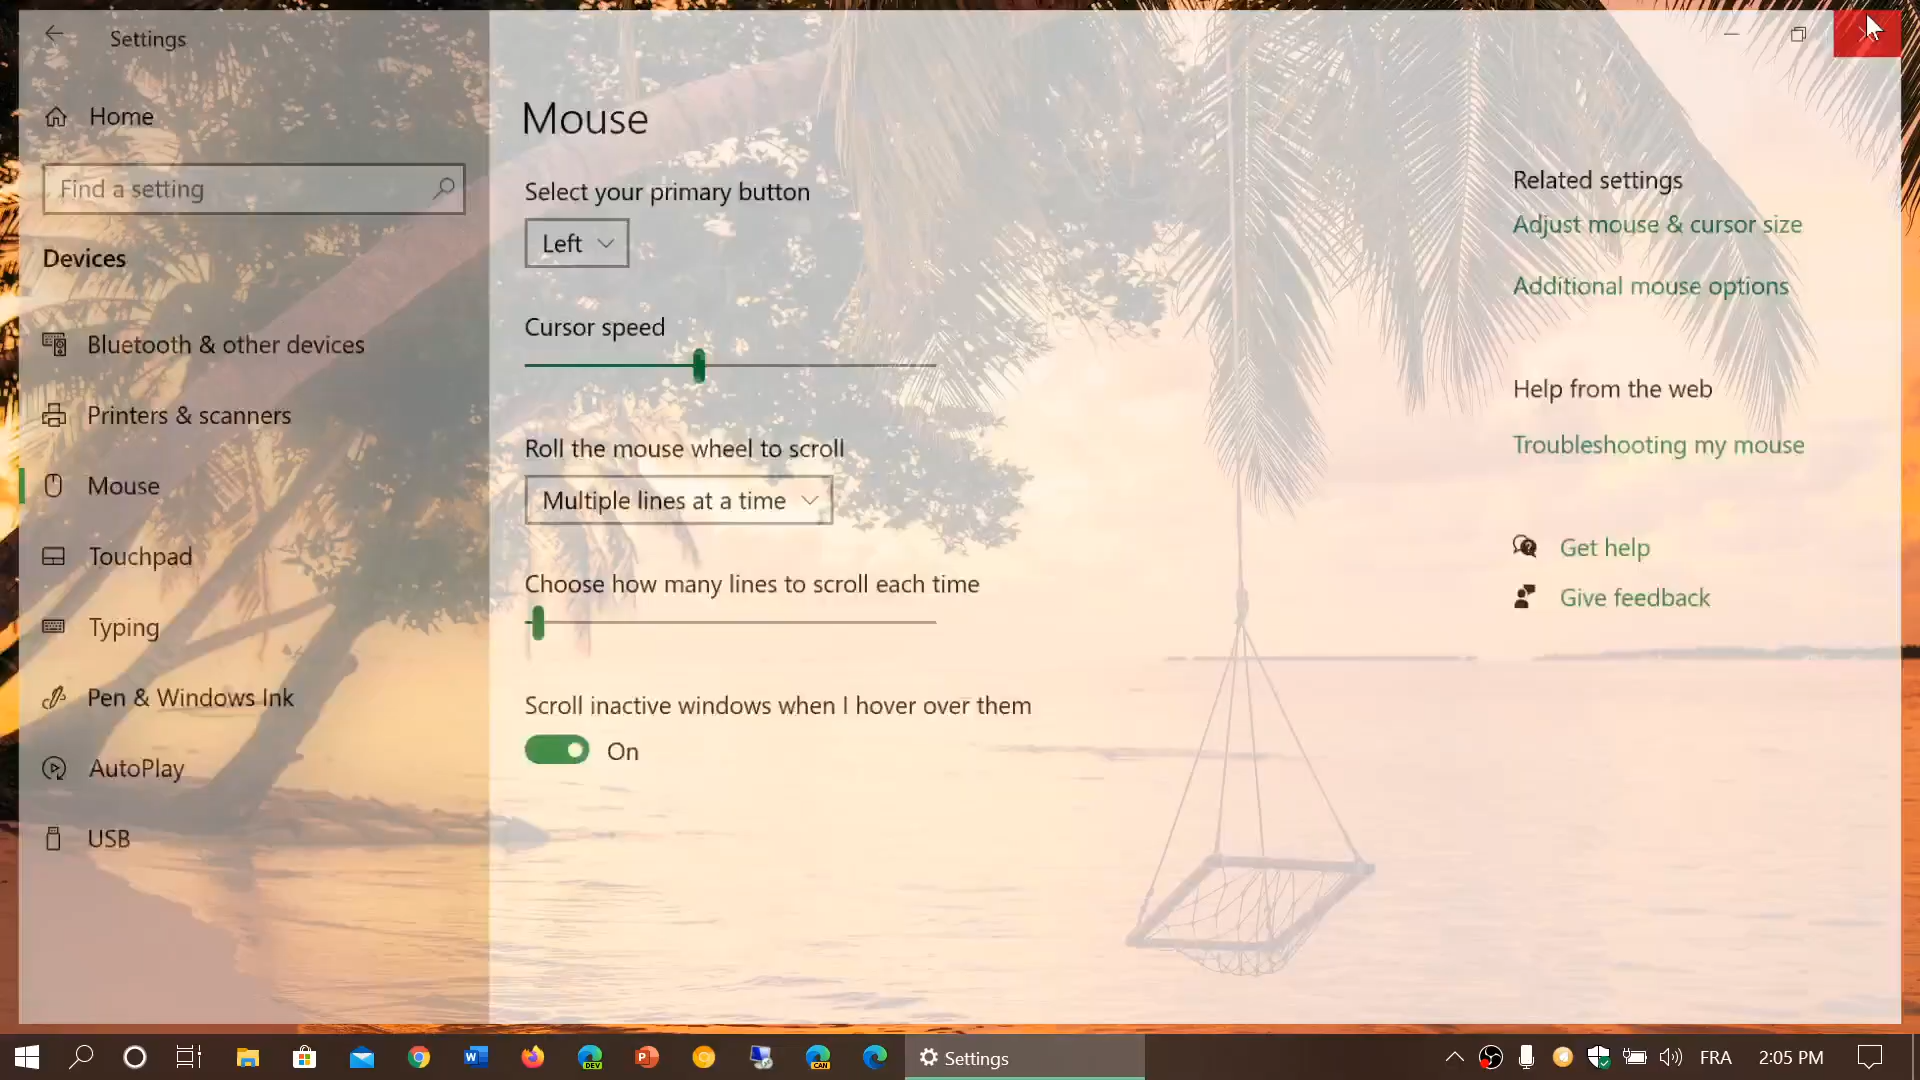 Settings
Home
Find a setting
Devices
Bluetooth & other devices
Printers & scanners
Mouse
Touchpad
Typing
Pen & Windows Ink
AutoPlay
USB
Mouse
Select your primary button
Left
Cursor speed
Roll the mouse wheel to scroll
Multiple lines at a time
Choose how many lines to scroll each time
Scroll inactive windows when I hover over them
On
Related settings
Adjust mouse & cursor size
Additional mouse options
Help from the web
Troubleshooting my mouse
Get help
Give feedback
W
DEV
P
CAN
Settings
FRA
2:05 PM